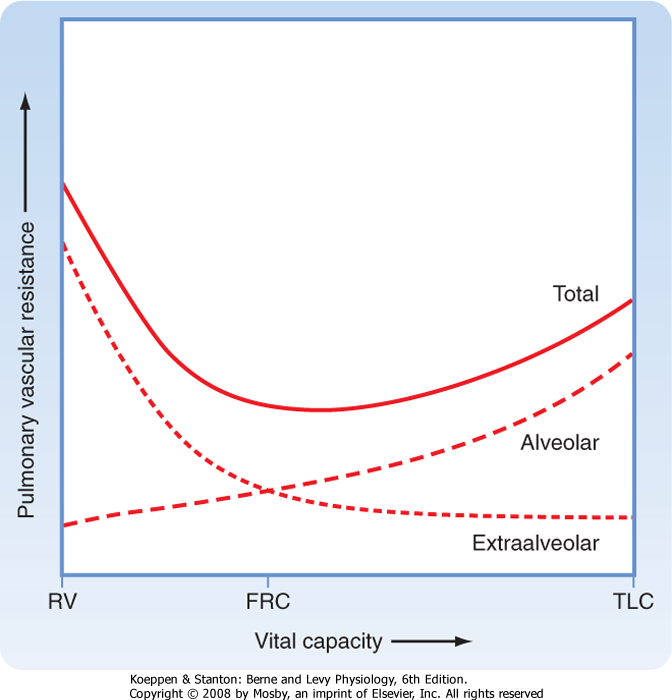 Pulmonary vascular resistance
Total
Alveolar
Extraalveolar
RV
FRC
TLC
Vital capacity
Koeppen & Stanton: Berne and Levy Physiology, 6th Edition.
Copyright © 2008 by Mosby, an imprint of Elsevier, Inc. All rights reserved